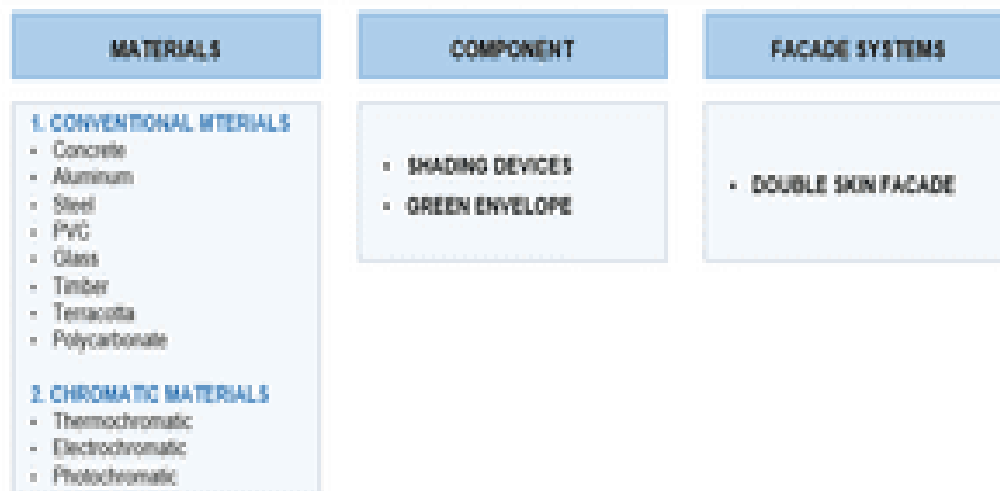 MATERIALS
COMPONENT
FACADE SYSTEMS
1. CONVENTIONAL MTERIALS
• Concrete
• Aluminum
• Steel
• PVC
• Glass
• Timber
• Terracotta
• Polycarbonate
2. CHROMATIC MATERIALS
• Thermochromatic
• Electrochromatic
• Photochromatic
• SHADING DEVICES
• GREEN ENVELOPE
• DOUBLE SKIN FACADE